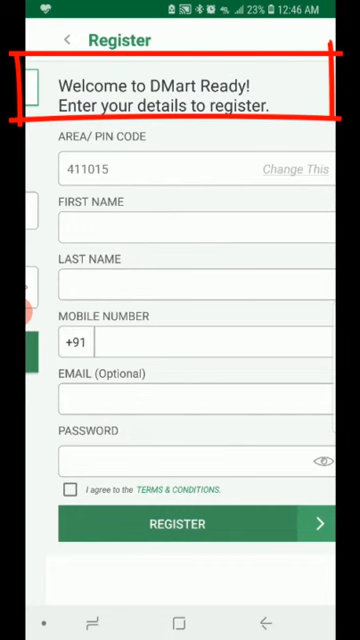 23% 12:46 AM
Register
Welcome to DMart Ready!
Enter your details to register.
AREA/ PIN CODE
411015 Change This
FIRST NAME
LAST NAME
MOBILE NUMBER
+91
EMAIL (Optional)
PASSWORD
I agree to the TERMS & CONDITIONS.
REGISTER